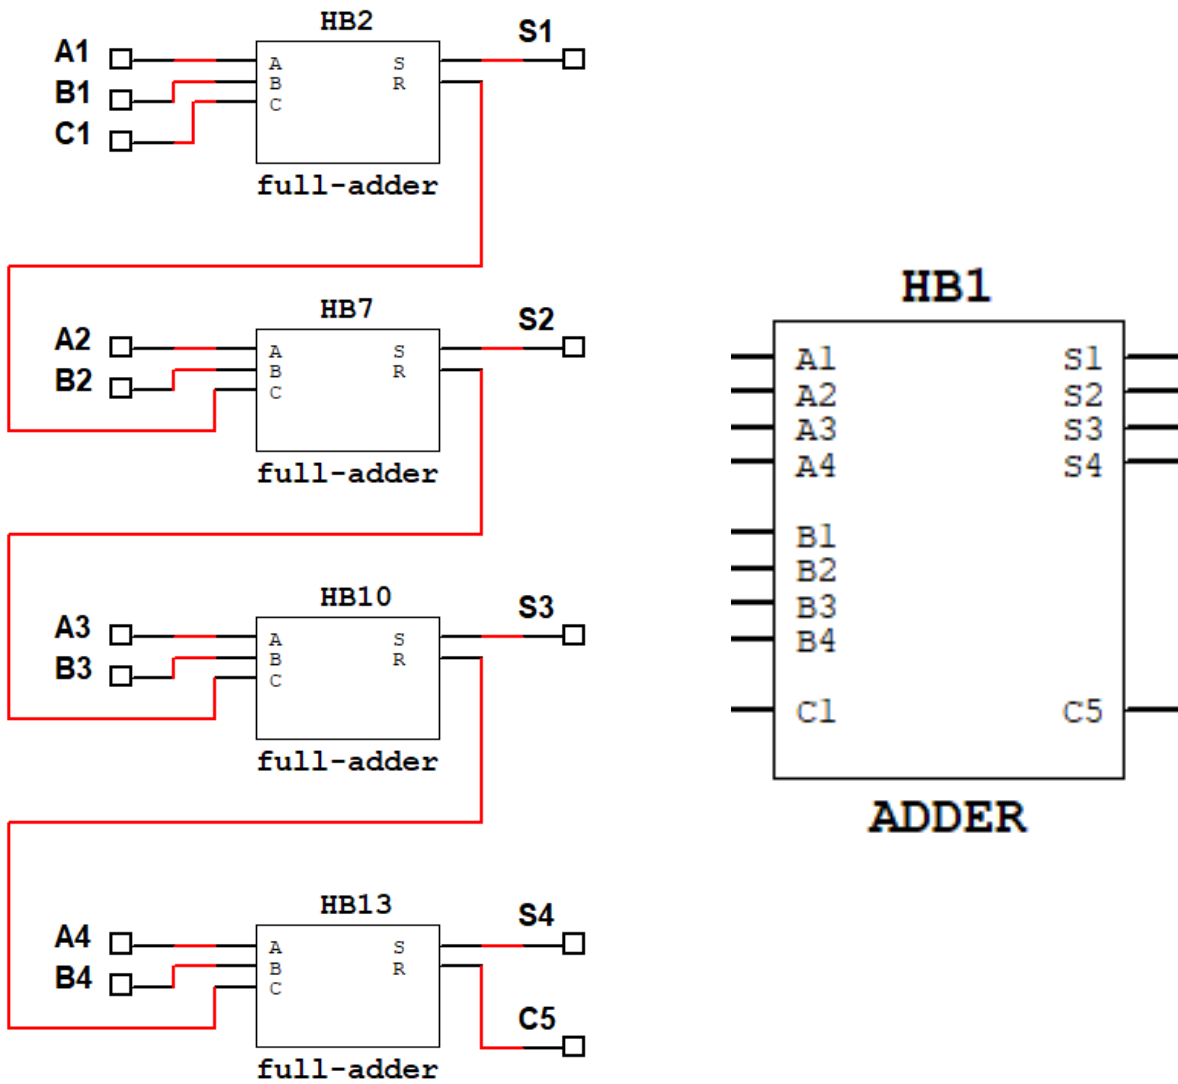 HB2
A1
B1
C1
A S
B R
C
S1
full-adder
HB7
A2
B2
A S
B R
C
S2
full-adder
HB10
A3
B3
A S
B R
C
S3
full-adder
HB13
A4
B4
A S
B R
C
S4
C5
full-adder
HB1
A1 S1
A2 S2
A3 S3
A4 S4
B1
B2
B3
B4
C1 C5
ADDER